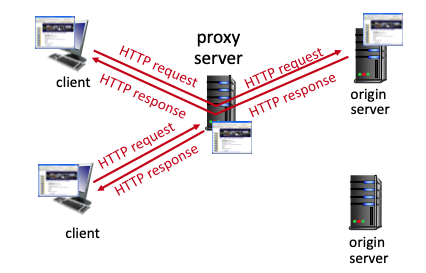 proxy
server
HTTP request
HTTP request
client
HTTP response
HTTP response
origin
server
HTTP request
HTTP response
client
origin
server